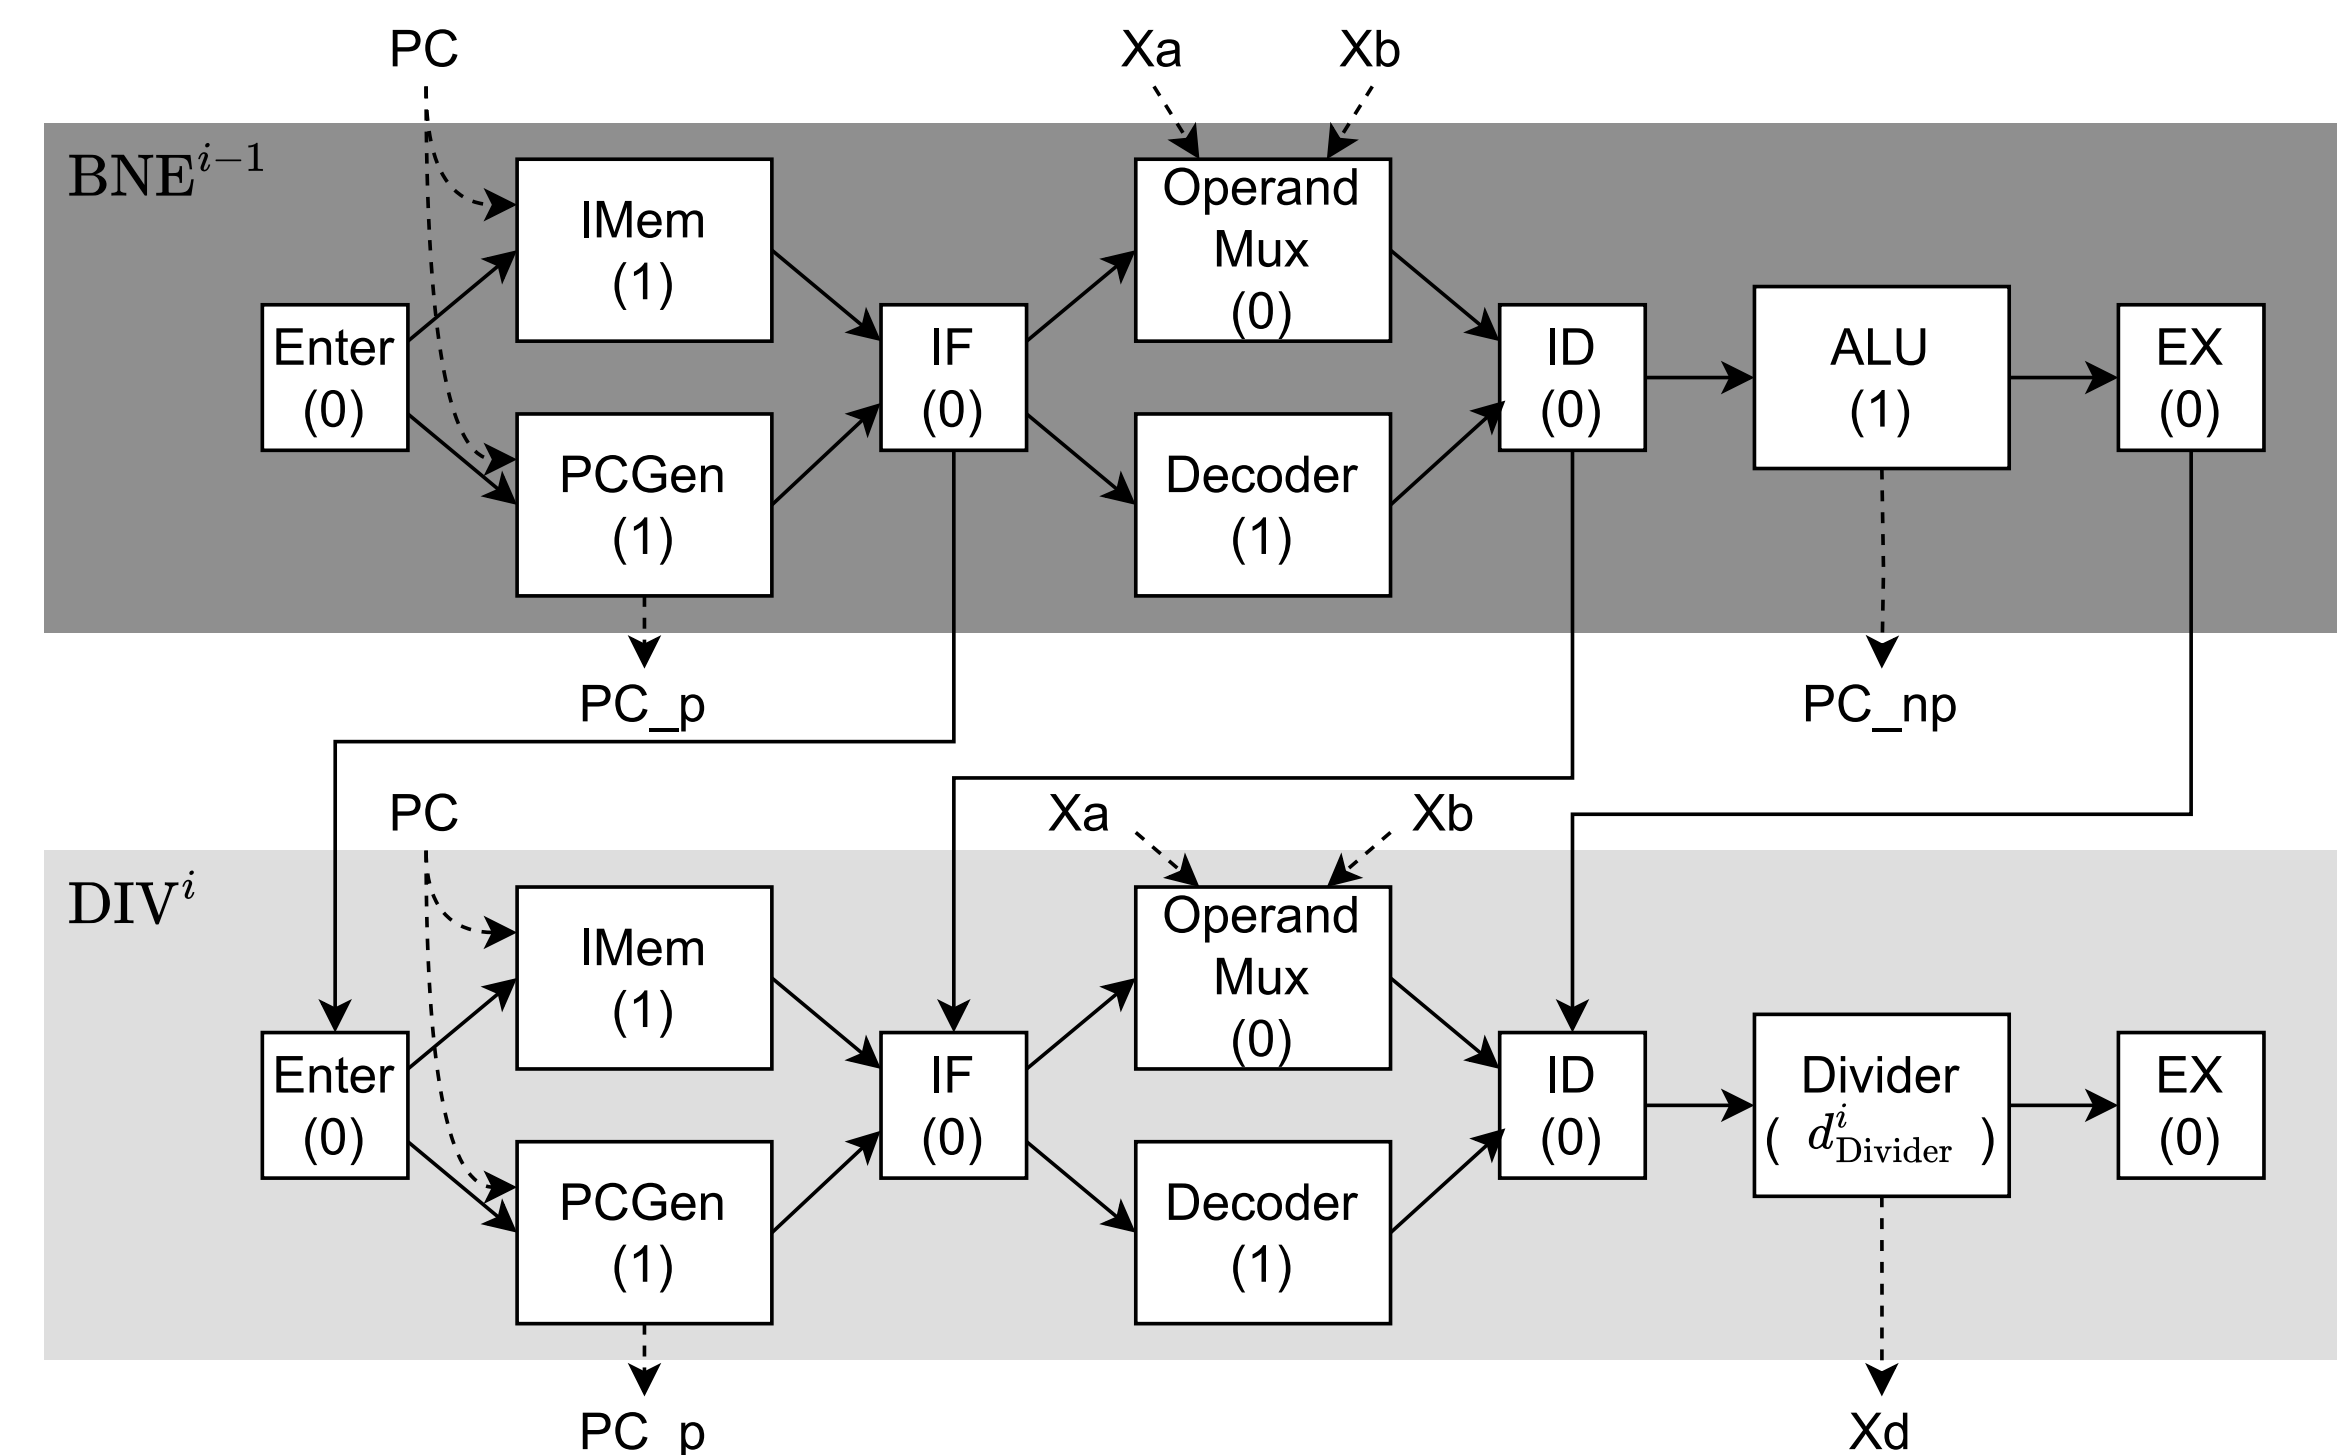 PC
Xa
Xb
BNE^{i-1}
IMem
(1)
Operand
Mux
(0)
Enter
(0)
IF
(0)
ID
(0)
ALU
(1)
EX
(0)
PCGen
(1)
Decoder
(1)
PC_p
PC_np
PC
Xa
Xb
DIV^i
IMem
(1)
Operand
Mux
(0)
Enter
(0)
IF
(0)
ID
(0)
Divider
( d^i_{Divider} )
EX
(0)
PCGen
(1)
Decoder
(1)
PC_p
Xd